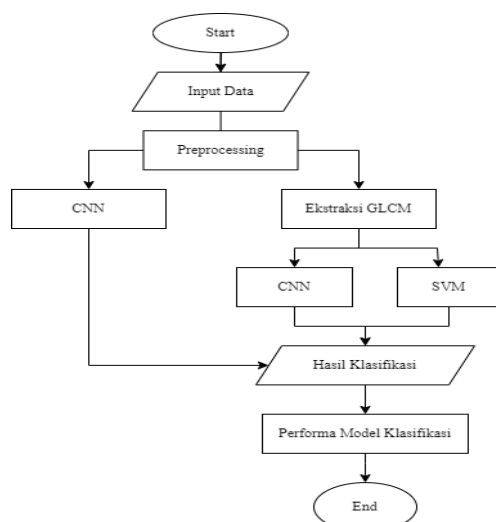 Start
Input Data
Preprocessing
CNN
Ekstraksi GLCM
CNN
SVM
Hasil Klasifikasi
Performa Model Klasifikasi
End